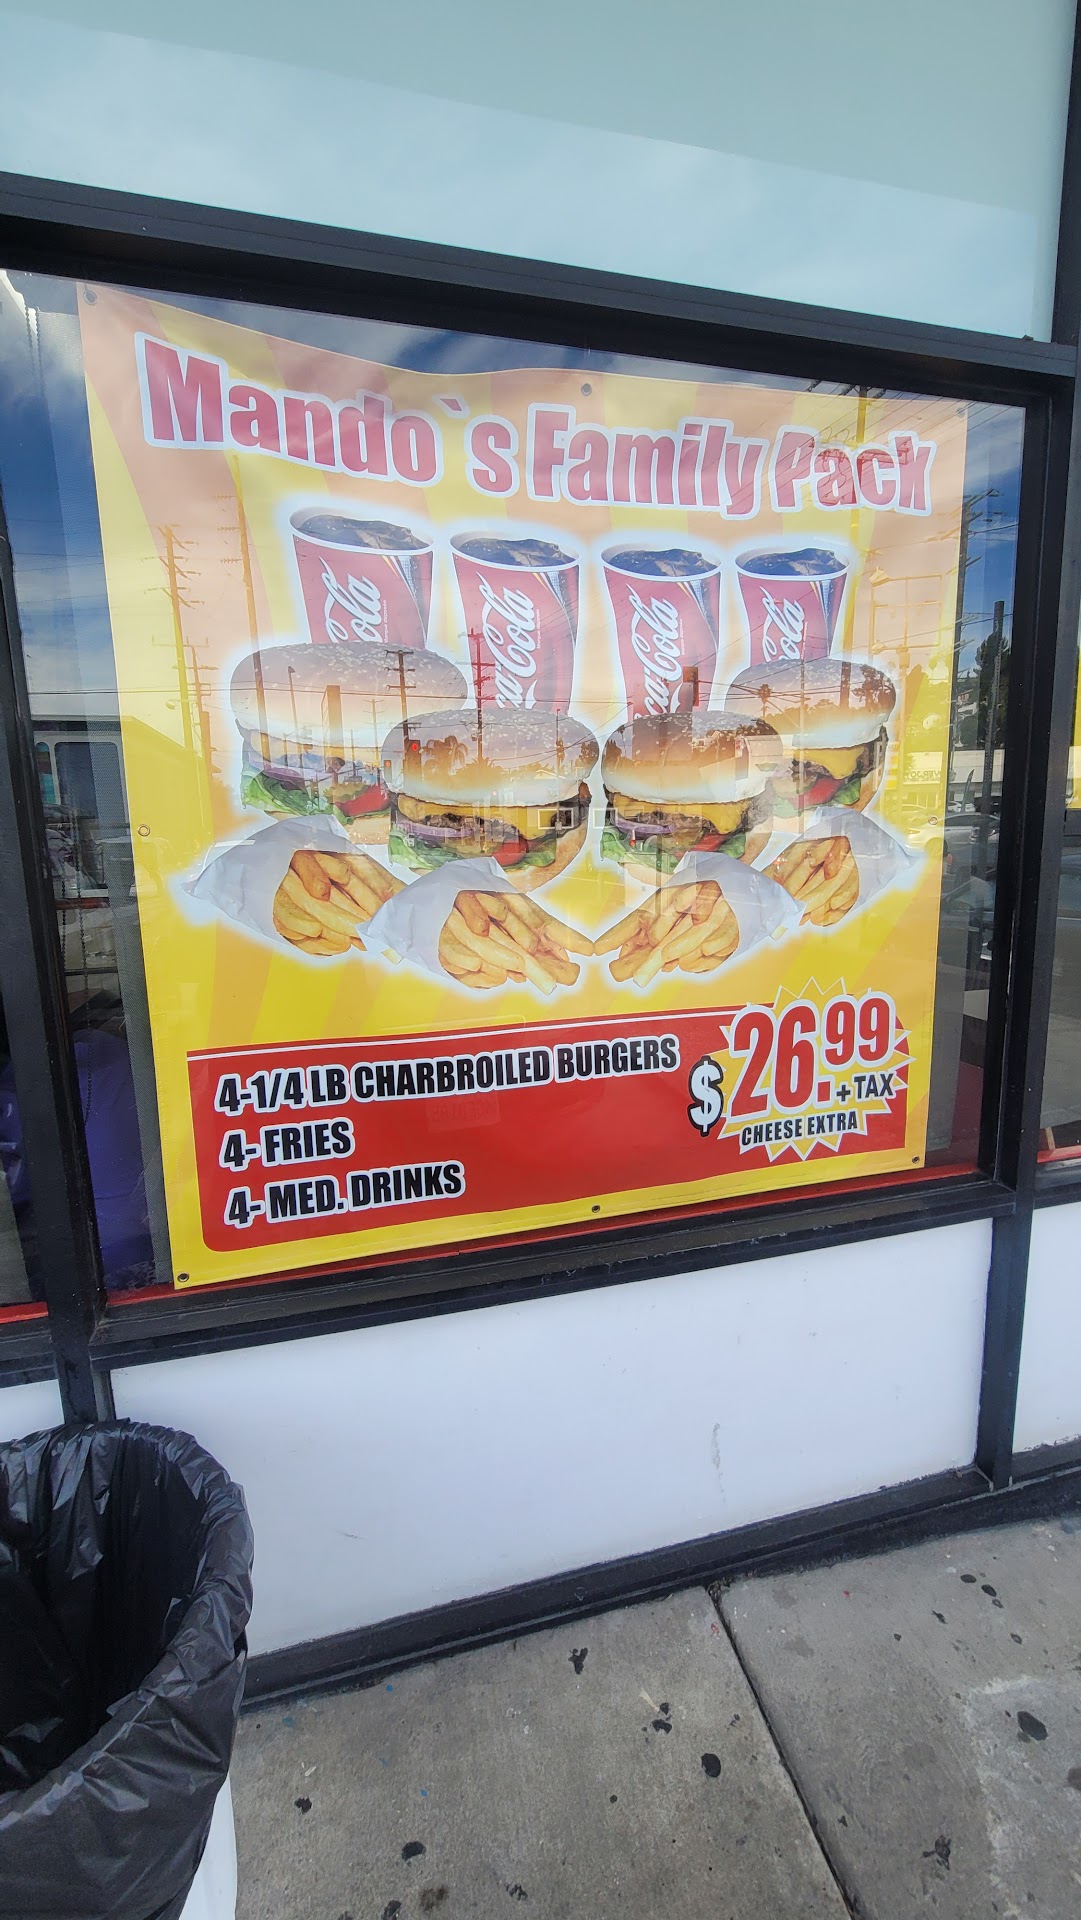 Mando`s Family Pack
Coca-Cola
Coca-Cola
Coca-Cola
Coca-Cola
4-1/4 LB CHARBROILED BURGERS
4- FRIES
4- MED. DRINKS
$26.99
+ TAX
CHEESE EXTRA